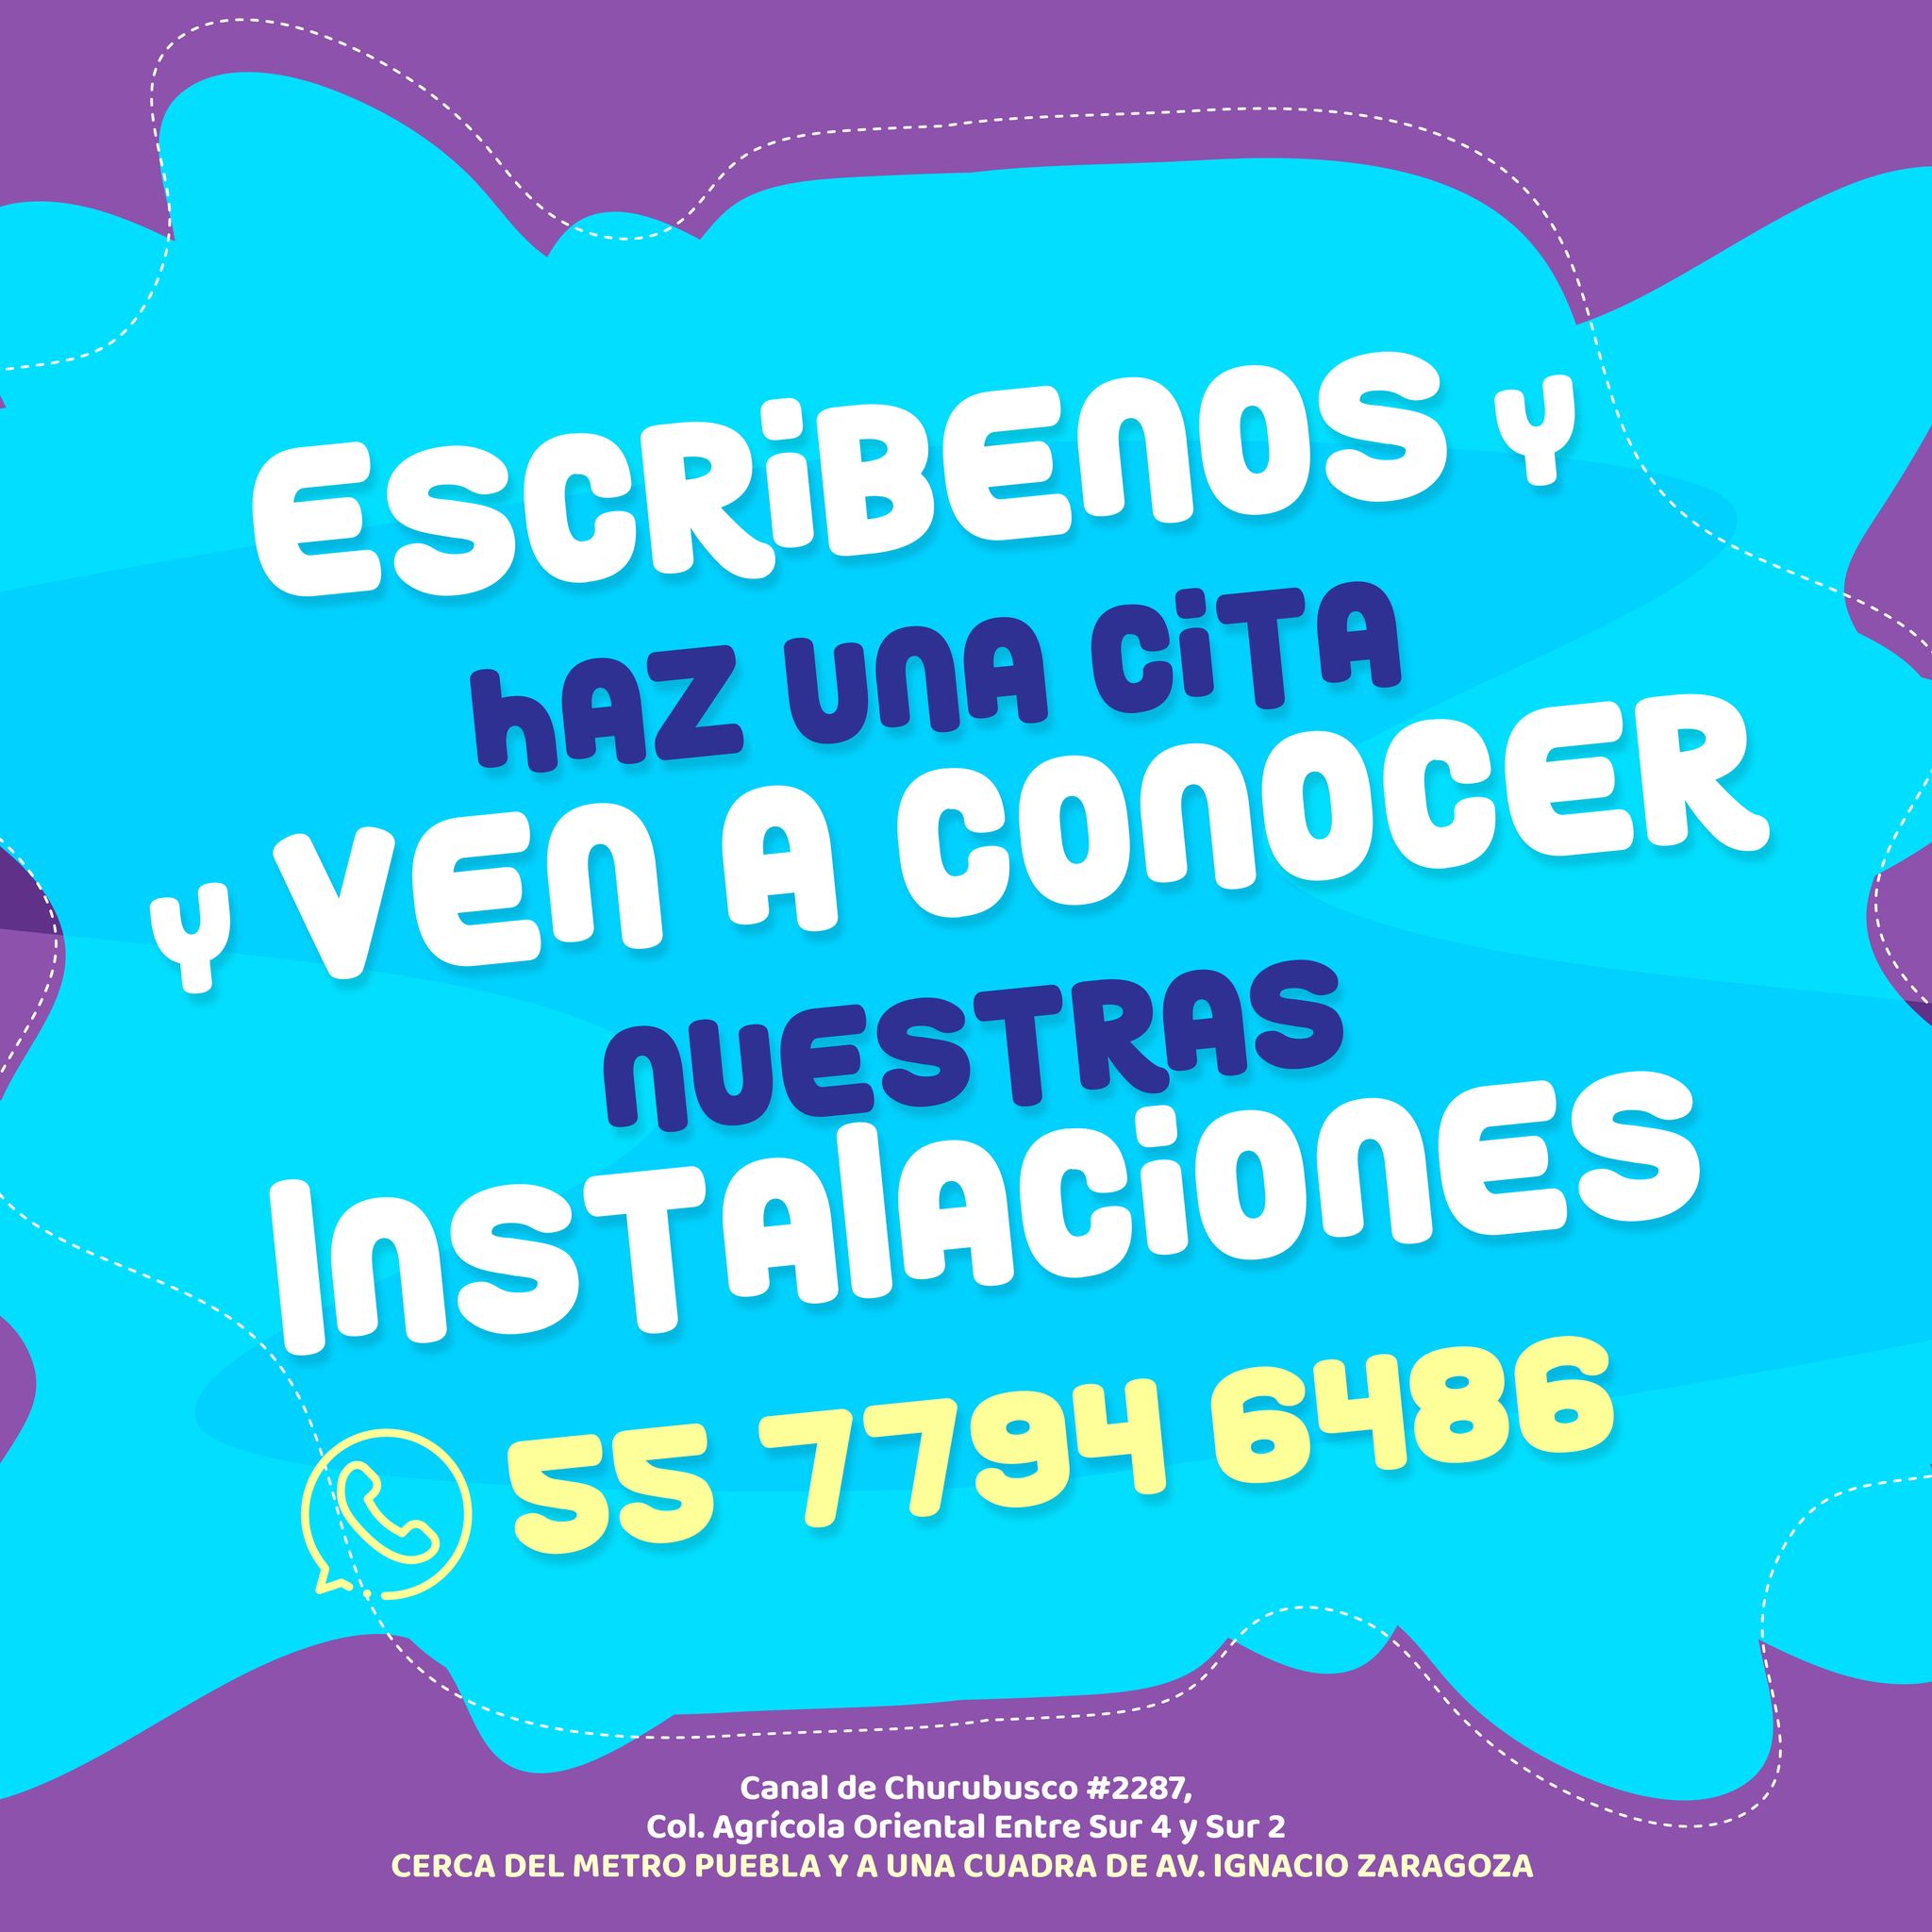 ESCRiBENOS y
hAZ UNA CiTA
y VEN A CONOCER
NUESTRAS
InSTAlACiONES
55 7794 6486
Canal de Churubusco #2287,
Col. Agrícola Oriental Entre Sur 4 y Sur 2
CERCA DEL METRO PUEBLA Y A UNA CUADRA DE AV. IGNACIO ZARAGOZA